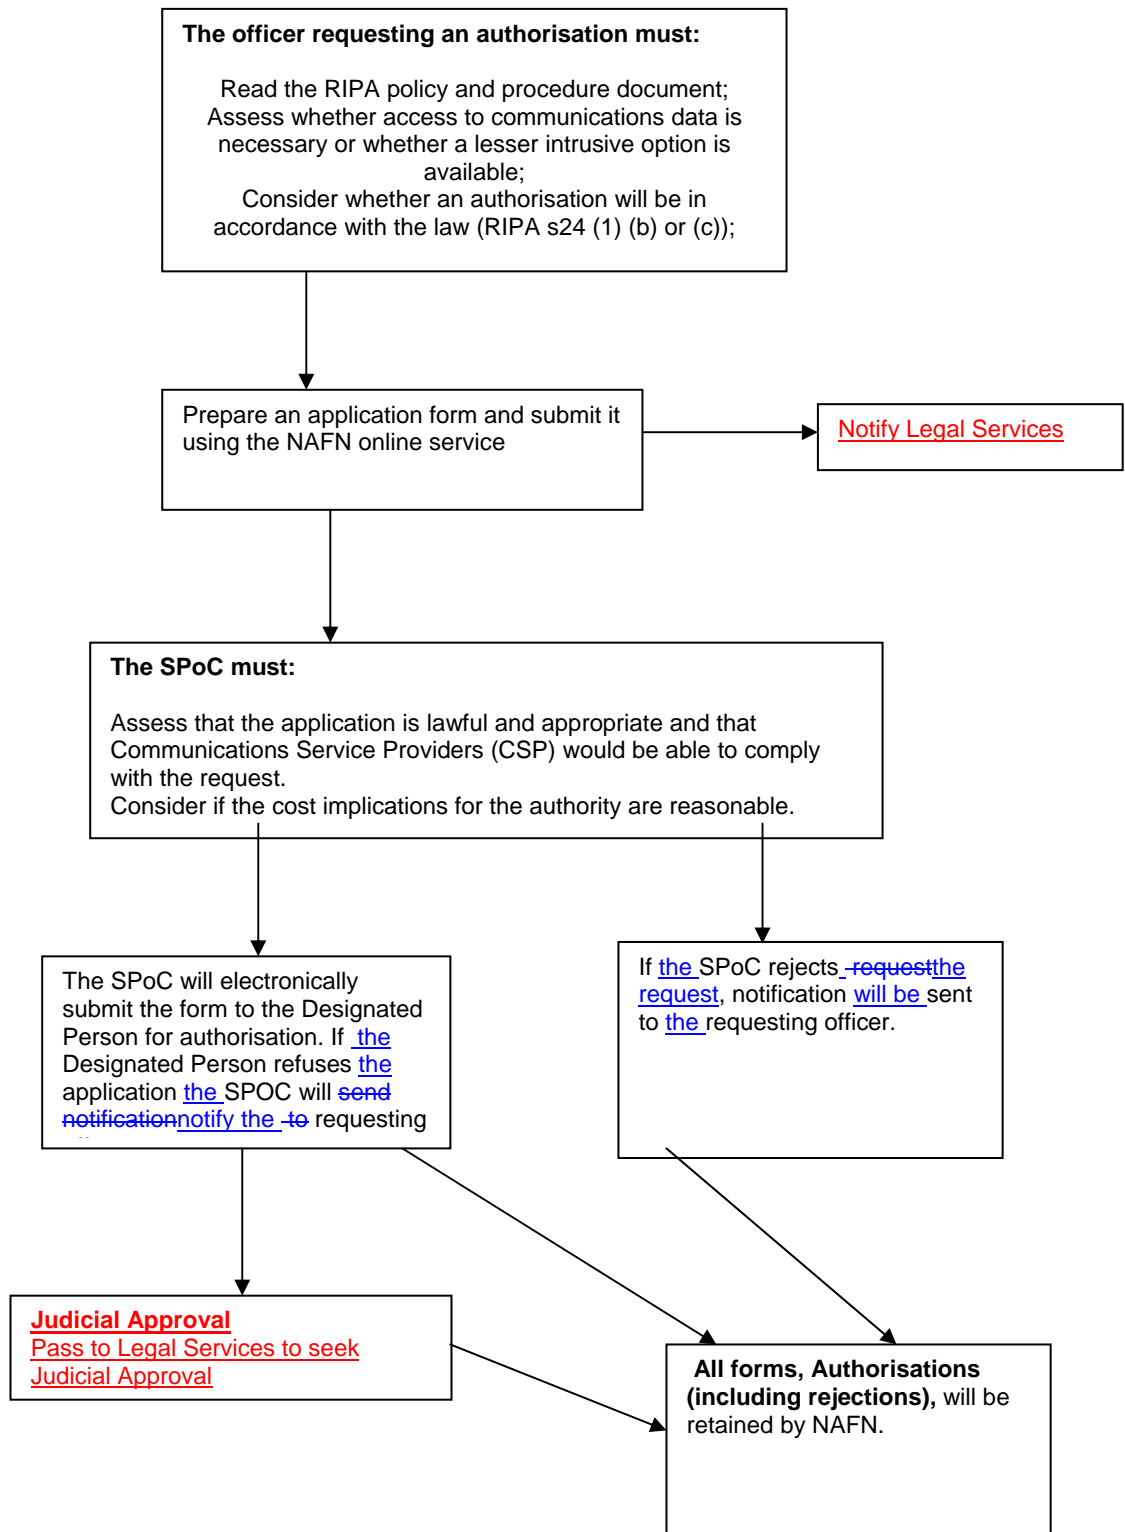 The officer requesting an authorisation must:
Read the RIPA policy and procedure document;
Assess whether access to communications data is
necessary or whether a lesser intrusive option is
available;
Consider whether an authorisation will be in
accordance with the law (RIPA s24 (1) (b) or (c));
Prepare an application form and submit it
using the NAFN online service
Notify Legal Services
The SPoC must:
Assess that the application is lawful and appropriate and that
Communications Service Providers (CSP) would be able to comply
with the request.
Consider if the cost implications for the authority are reasonable.
The SPoC will electronically
submit the form to the Designated
Person for authorisation. If the
Designated Person refuses the
application the SPOC will send
notificationnotify the to requesting
If the SPoC rejects requestthe
request, notification will be sent
to the requesting officer.
Judicial Approval
Pass to Legal Services to seek
Judicial Approval
All forms, Authorisations
(including rejections), will be
retained by NAFN.